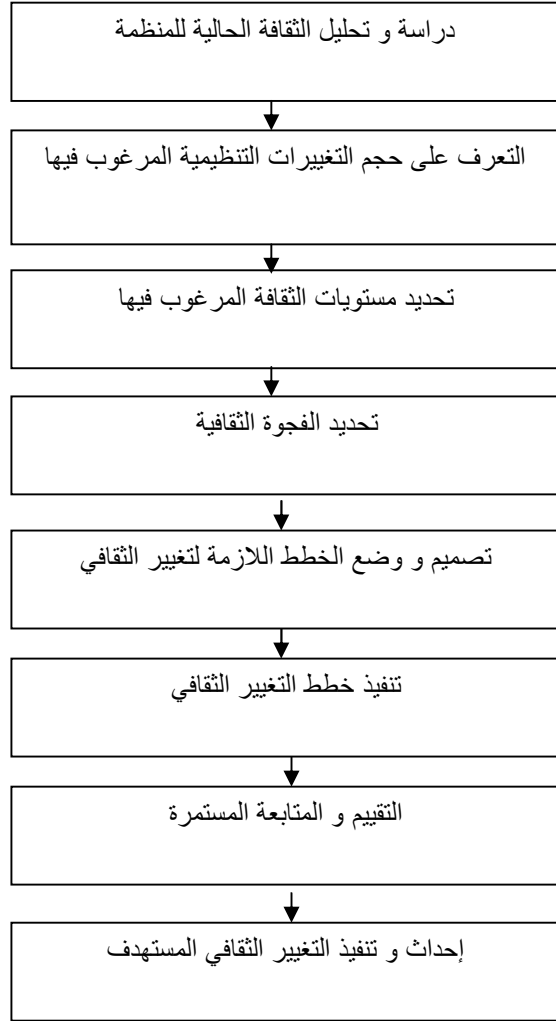 دراسة و تحليل الثقافة الحالية للمنظمة
التعرف على حجم التغييرات التنظيمية المرغوب فيها
تحديد مستويات الثقافة المرغوب فيها
تحديد الفجوة الثقافية
تصميم و وضع الخطط اللازمة لتغيير الثقافي
تنفيذ خطط التغيير الثقافي
التقييم و المتابعة المستمرة
إحداث و تنفيذ التغيير الثقافي المستهدف